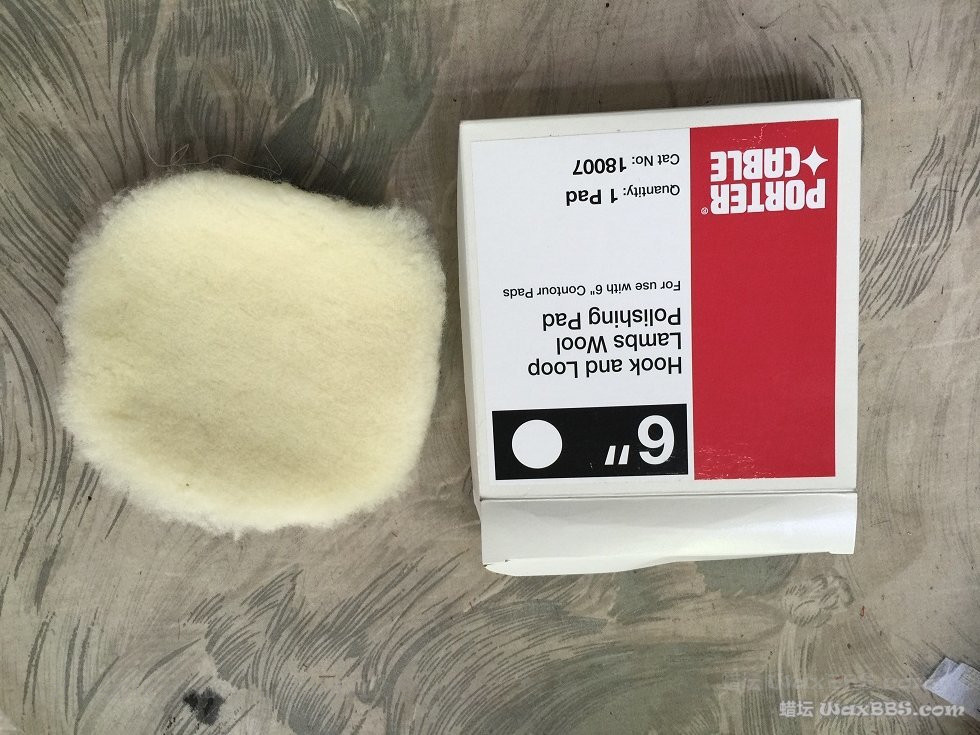 PORTER
CABLE
®
6"
Hook and Loop
Lambs Wool
Polishing Pad
For use with 6" Contour Pads
Quantity: 1 Pad
Cat No: 18007
蜡坛 WaxBBS.com